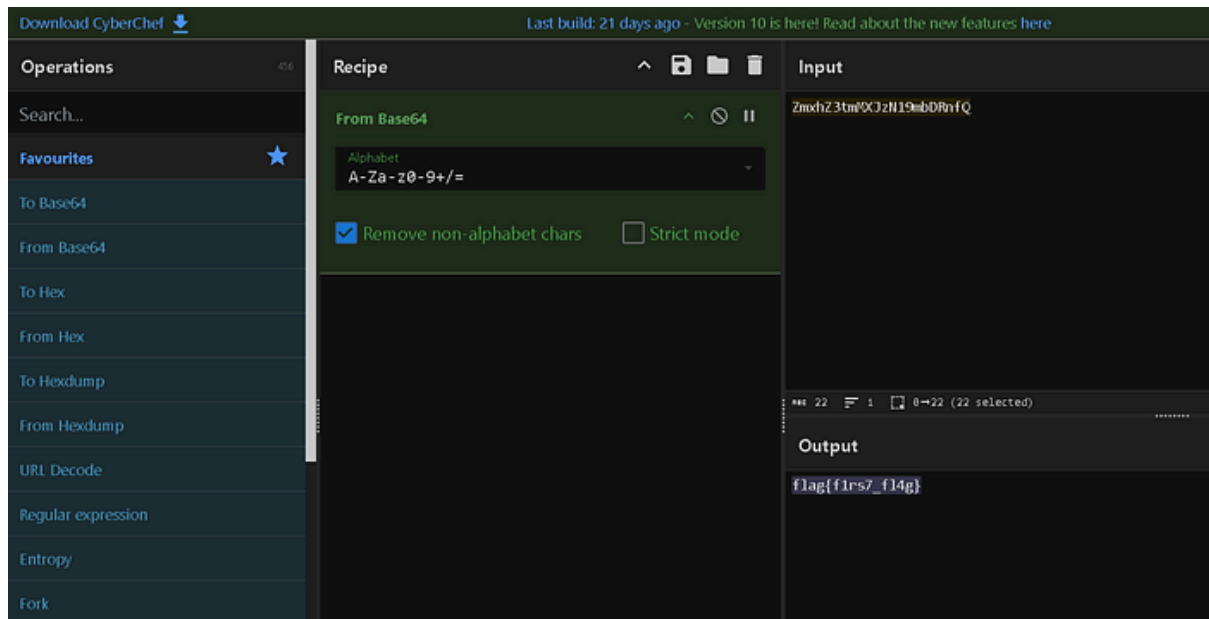 Download CyberChef
Last build: 21 days ago - Version 10 is here! Read about the new features here
Operations
456
Search...
Favourites
To Base64
From Base64
To Hex
From Hex
To Hexdump
From Hexdump
URL Decode
Regular expression
Entropy
Fork
Recipe
From Base64
Alphabet
A-Za-z0-9+/=
Remove non-alphabet chars
Strict mode
Input
ZmxhZ3tmMXJzN19mbDRnfQ
22 1 0→22 (22 selected)
Output
flag{f1rs7_fl4g}